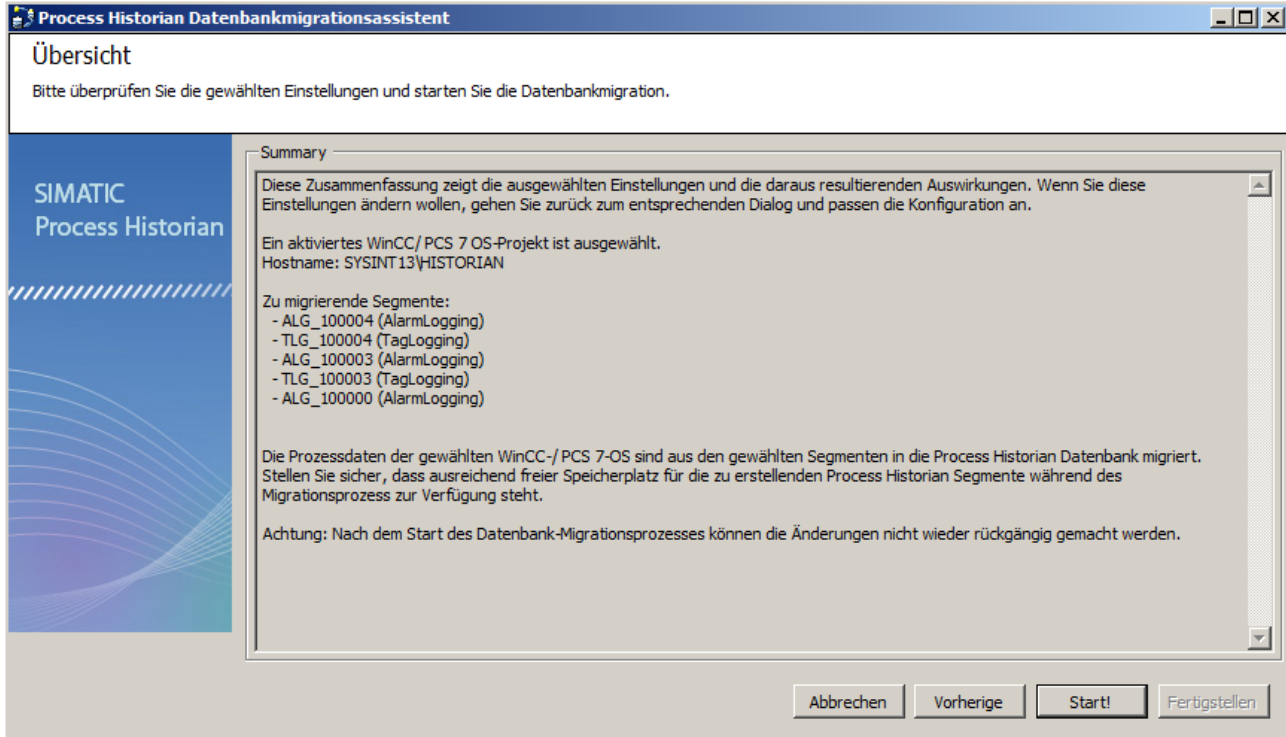 Process Historian Datenbankmigrationsassistent
Übersicht
Bitte überprüfen Sie die gewählten Einstellungen und starten Sie die Datenbankmigration.
SIMATIC
Process Historian
Summary
Diese Zusammenfassung zeigt die ausgewählten Einstellungen und die daraus resultierenden Auswirkungen. Wenn Sie diese
Einstellungen ändern wollen, gehen Sie zurück zum entsprechenden Dialog und passen die Konfiguration an.
Ein aktiviertes WinCC/ PCS 7 OS-Projekt ist ausgewählt.
Hostname: SYSINT13\HISTORIAN
Zu migrierende Segmente:
- ALG_100004 (AlarmLogging)
- TLG_100004 (TagLogging)
- ALG_100003 (AlarmLogging)
- TLG_100003 (TagLogging)
- ALG_100000 (AlarmLogging)
Die Prozessdaten der gewählten WinCC-/ PCS 7-OS sind aus den gewählten Segmenten in die Process Historian Datenbank migriert.
Stellen Sie sicher, dass ausreichend freier Speicherplatz für die zu erstellenden Process Historian Segmente während des
Migrationsprozess zur Verfügung steht.
Achtung: Nach dem Start des Datenbank-Migrationsprozesses können die Änderungen nicht wieder rückgängig gemacht werden.
Abbrechen
Vorherige
Start!
Fertigstellen